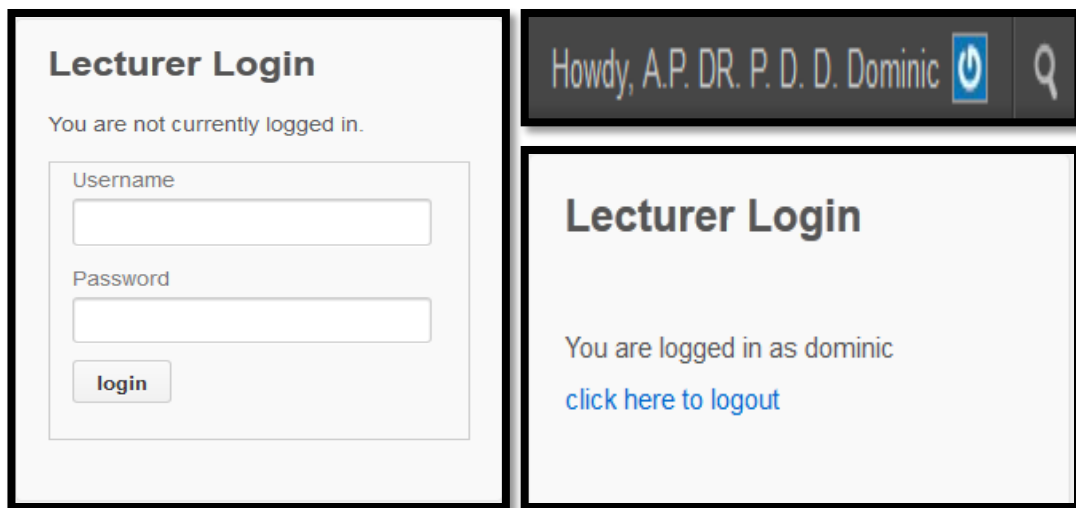 Lecturer Login
You are not currently logged in.
Username
Password
login
Howdy, A.P. DR. P. D. D. Dominic
Lecturer Login
You are logged in as dominic
click here to logout